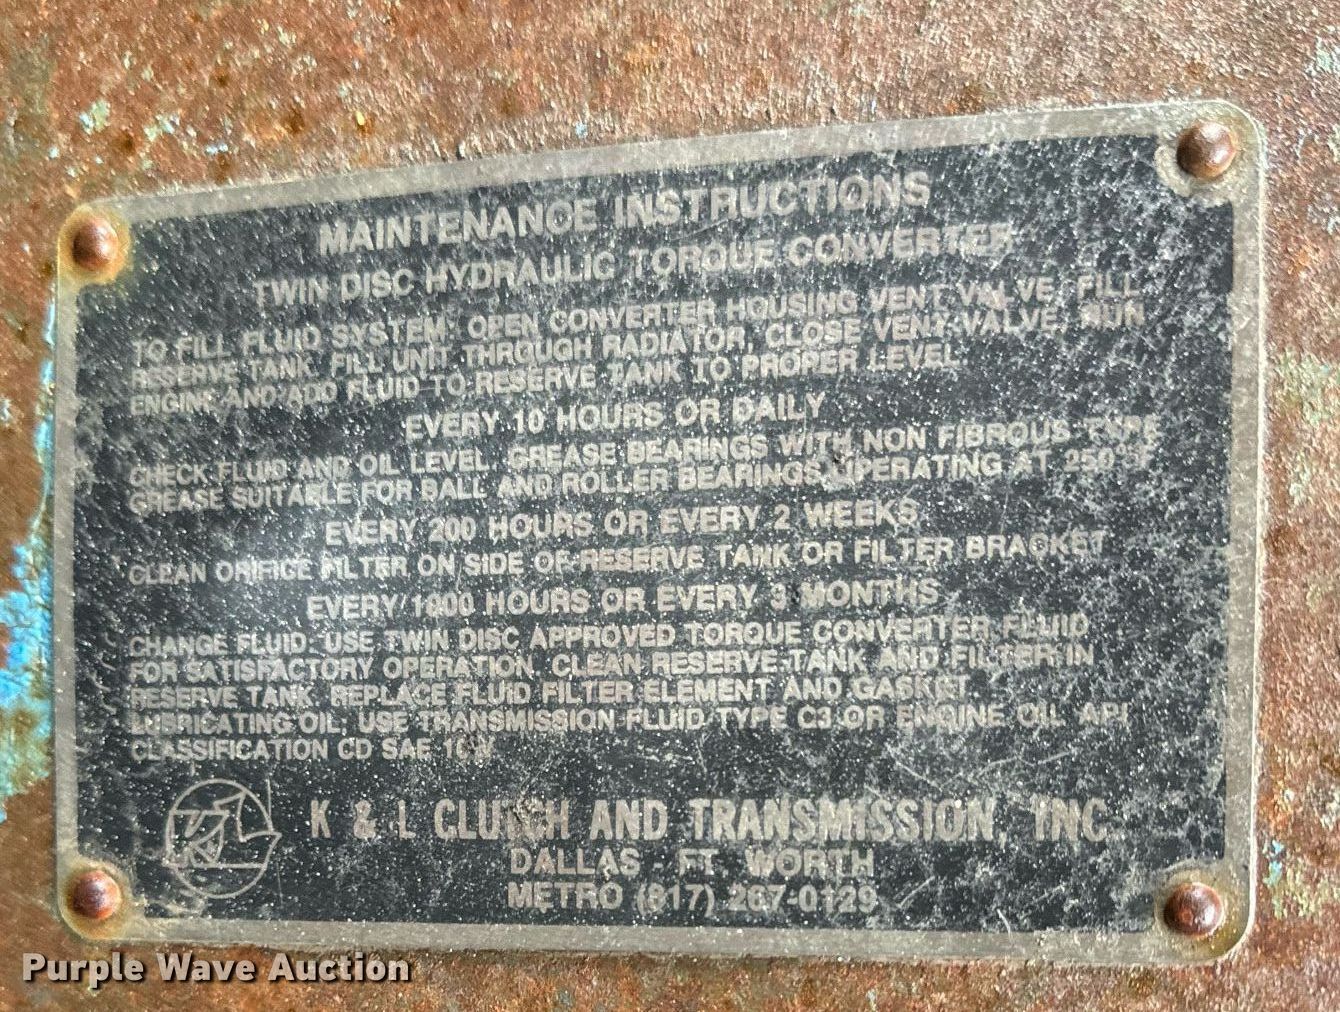 MAINTENANCE INSTRUCTIONS
TWIN DISC HYDRAULIC TORQUE CONVERTER
TO FILL FLUID SYSTEM: OPEN CONVERTER HOUSING VENT VALVE, FILL
RESERVE TANK, FILL UNIT THROUGH RADIATOR, CLOSE VENT VALVE, RUN
ENGINE AND ADD FLUID TO RESERVE TANK TO PROPER LEVEL.
EVERY 10 HOURS OR DAILY
CHECK FLUID AND OIL LEVEL. GREASE BEARINGS WITH NON FIBROUS TYPE
GREASE SUITABLE FOR BALL AND ROLLER BEARINGS OPERATING AT 250° F
EVERY 200 HOURS OR EVERY 2 WEEKS
CLEAN ORIFICE FILTER ON SIDE OF RESERVE TANK OR FILTER BRACKET
EVERY 1000 HOURS OR EVERY 3 MONTHS
CHANGE FLUID: USE TWIN DISC APPROVED TORQUE CONVERTER FLUID
FOR SATISFACTORY OPERATION. CLEAN RESERVE TANK AND FILTER IN
RESERVE TANK. REPLACE FLUID FILTER ELEMENT AND GASKET.
LUBRICATING OIL: USE TRANSMISSION FLUID TYPE C3 OR ENGINE OIL API
CLASSIFICATION CD SAE 10W
K & L CLUTCH AND TRANSMISSION, INC.
DALLAS - FT. WORTH
METRO (817) 267-0129
Purple Wave Auction